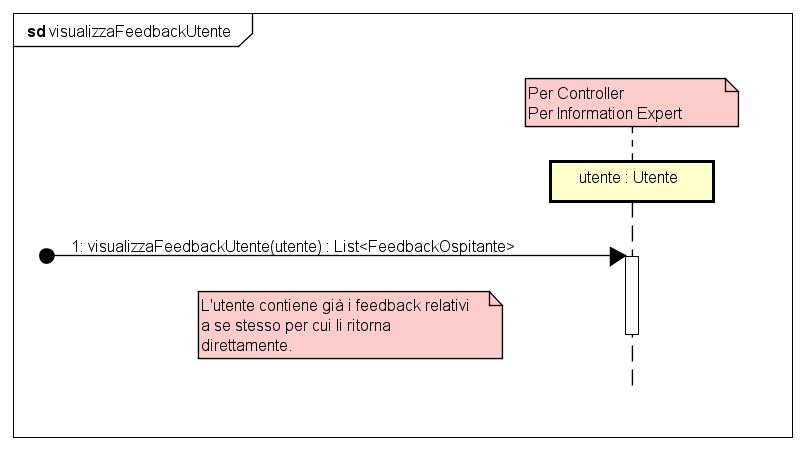 sd visualizzaFeedbackUtente
Per Controller
Per Information Expert
utente : Utente
1: visualizzaFeedbackUtente(utente) : List<FeedbackOspitante>
L'utente contiene già i feedback relativi
a se stesso per cui li ritorna
direttamente.